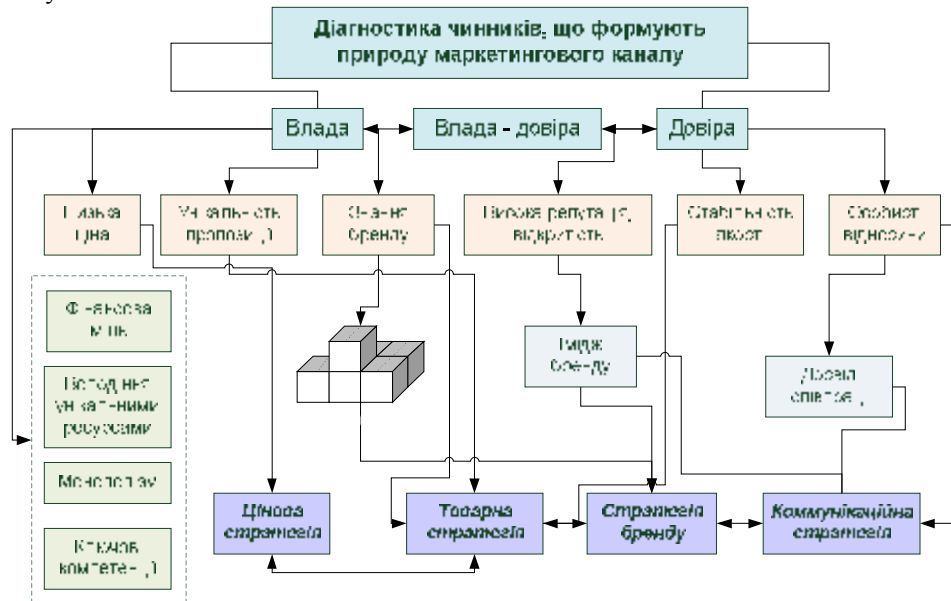 Діагностика чинників, що формують
природу маркетингового каналу
Влада
Влада - довіра
Довіра
Низька
ціна
Унікальність
пропозиції
Знання
бренду
Висока репутація,
відкритість
Стабільність
якості
Особисті
відносини
Фінансова
міць
Володіння
унікальними
ресурсами
Імідж
бренду
Досвід
співпраці
Монополізм
Ключові
компетенції
Цінова
стратегія
Товарна
стратегія
Стратегія
бренду
Коммунікаційна
стратегія